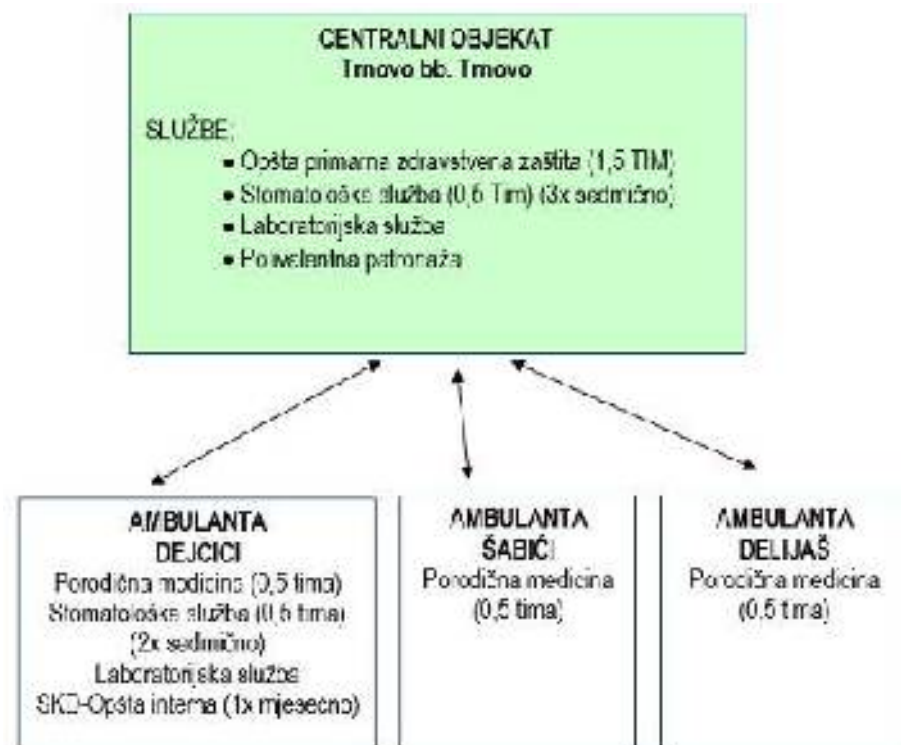 CENTRALNI OBJEKAT
Trnovo bb. Trnovo
SLUŽBE:
• Opšta primarna zdravstvena zaštita (1,5 TIM)
• Stomatološka služba (0,5 Tim) (3x sedmično)
• Laboratorijska služba
• Polivalentna patronaža
AMBULANTA
DEJCICI
Porodična medicina (0,5 tima)
Stomatološka služba (0,5 tima)
(2x sedmično)
Laboratorijska služba
SKD-Opšta interna (1x mjesečno)
AMBULANTA
ŠABIĆI
Porodična medicina
(0,5 tima)
AMBULANTA
DELIJAŠ
Porodična medicina
(0,5 tima)